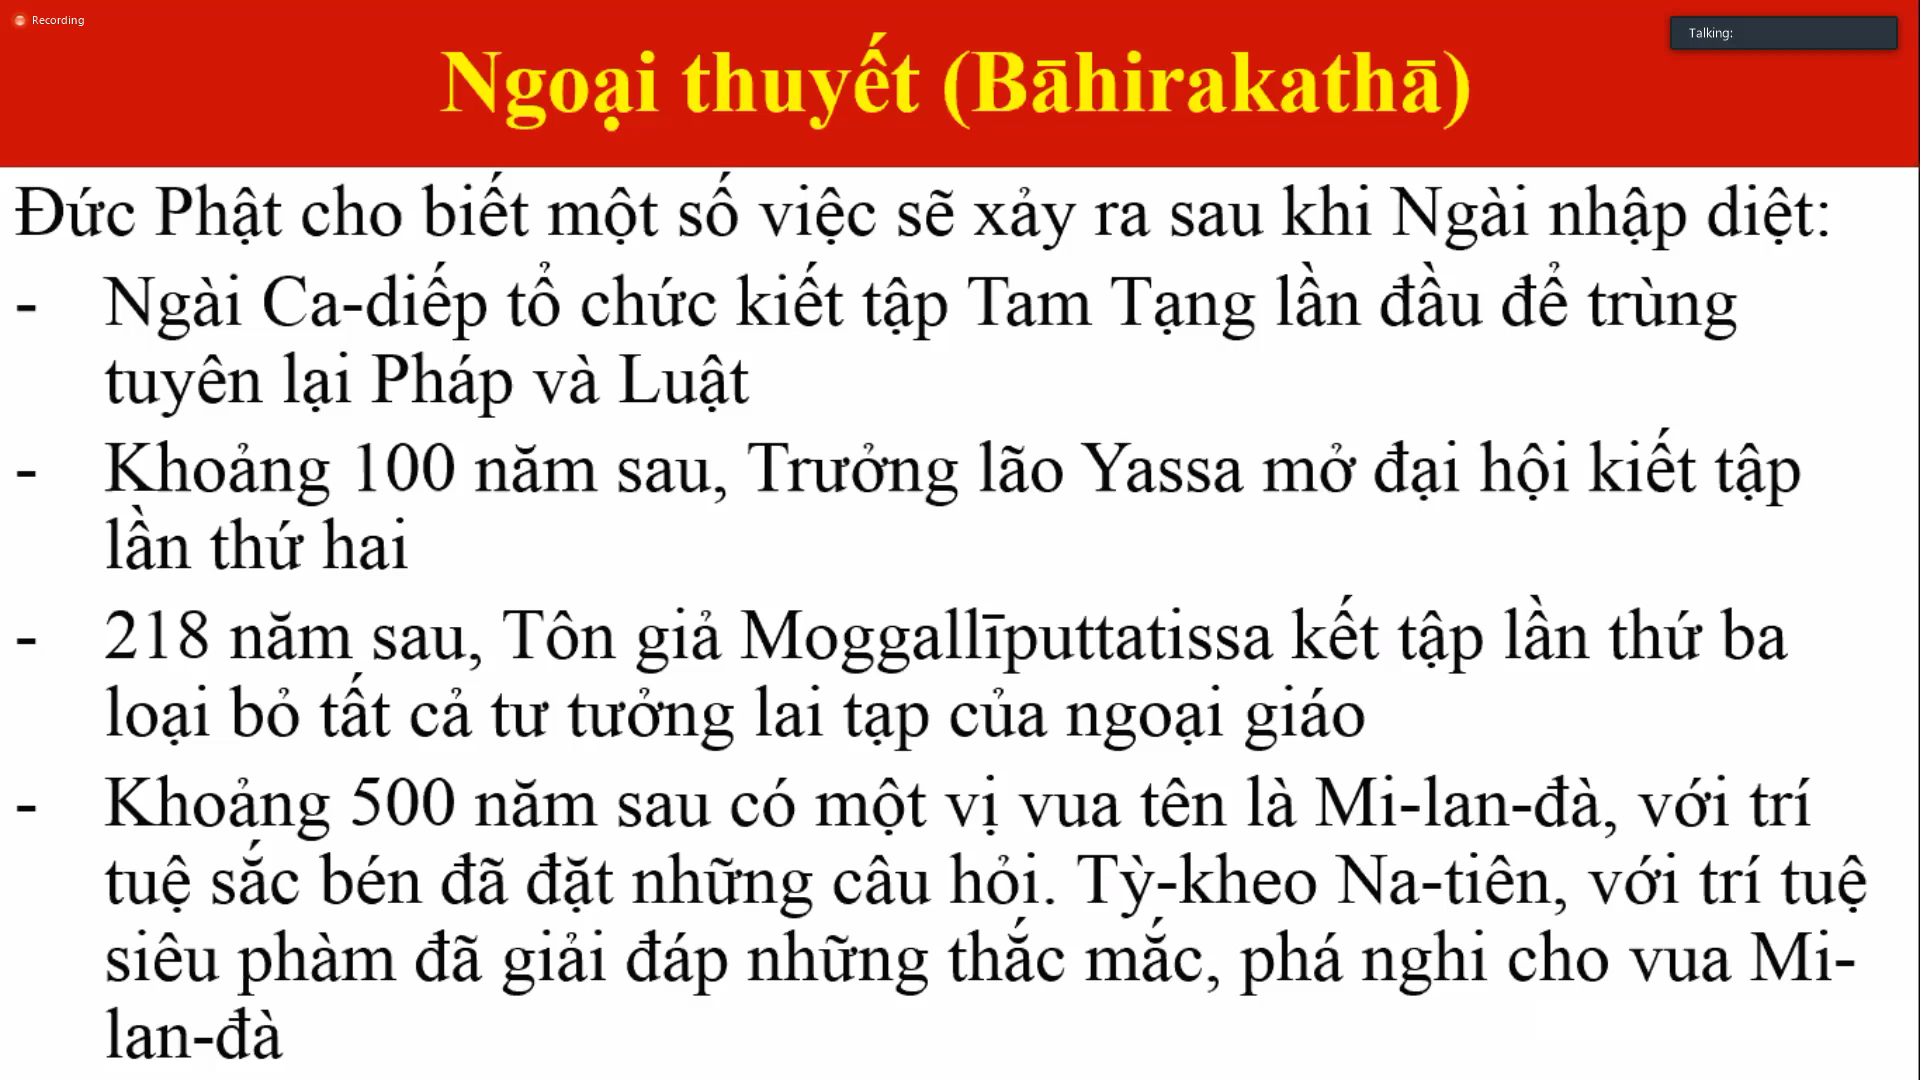 Recording
Talking:
Ngoại thuyết (Bāhirakathā)
Đức Phật cho biết một số việc sẽ xảy ra sau khi Ngài nhập diệt:
- Ngài Ca-diếp tổ chức kiết tập Tam Tạng lần đầu để trùng
tuyên lại Pháp và Luật
- Khoảng 100 năm sau, Trưởng lão Yassa mở đại hội kiết tập
lần thứ hai
- 218 năm sau, Tôn giả Moggallīputtatissa kết tập lần thứ ba
loại bỏ tất cả tư tưởng lai tạp của ngoại giáo
- Khoảng 500 năm sau có một vị vua tên là Mi-lan-đà, với trí
tuệ sắc bén đã đặt những câu hỏi. Tỳ-kheo Na-tiên, với trí tuệ
siêu phàm đã giải đáp những thắc mắc, phá nghi cho vua Mi-
lan-đà